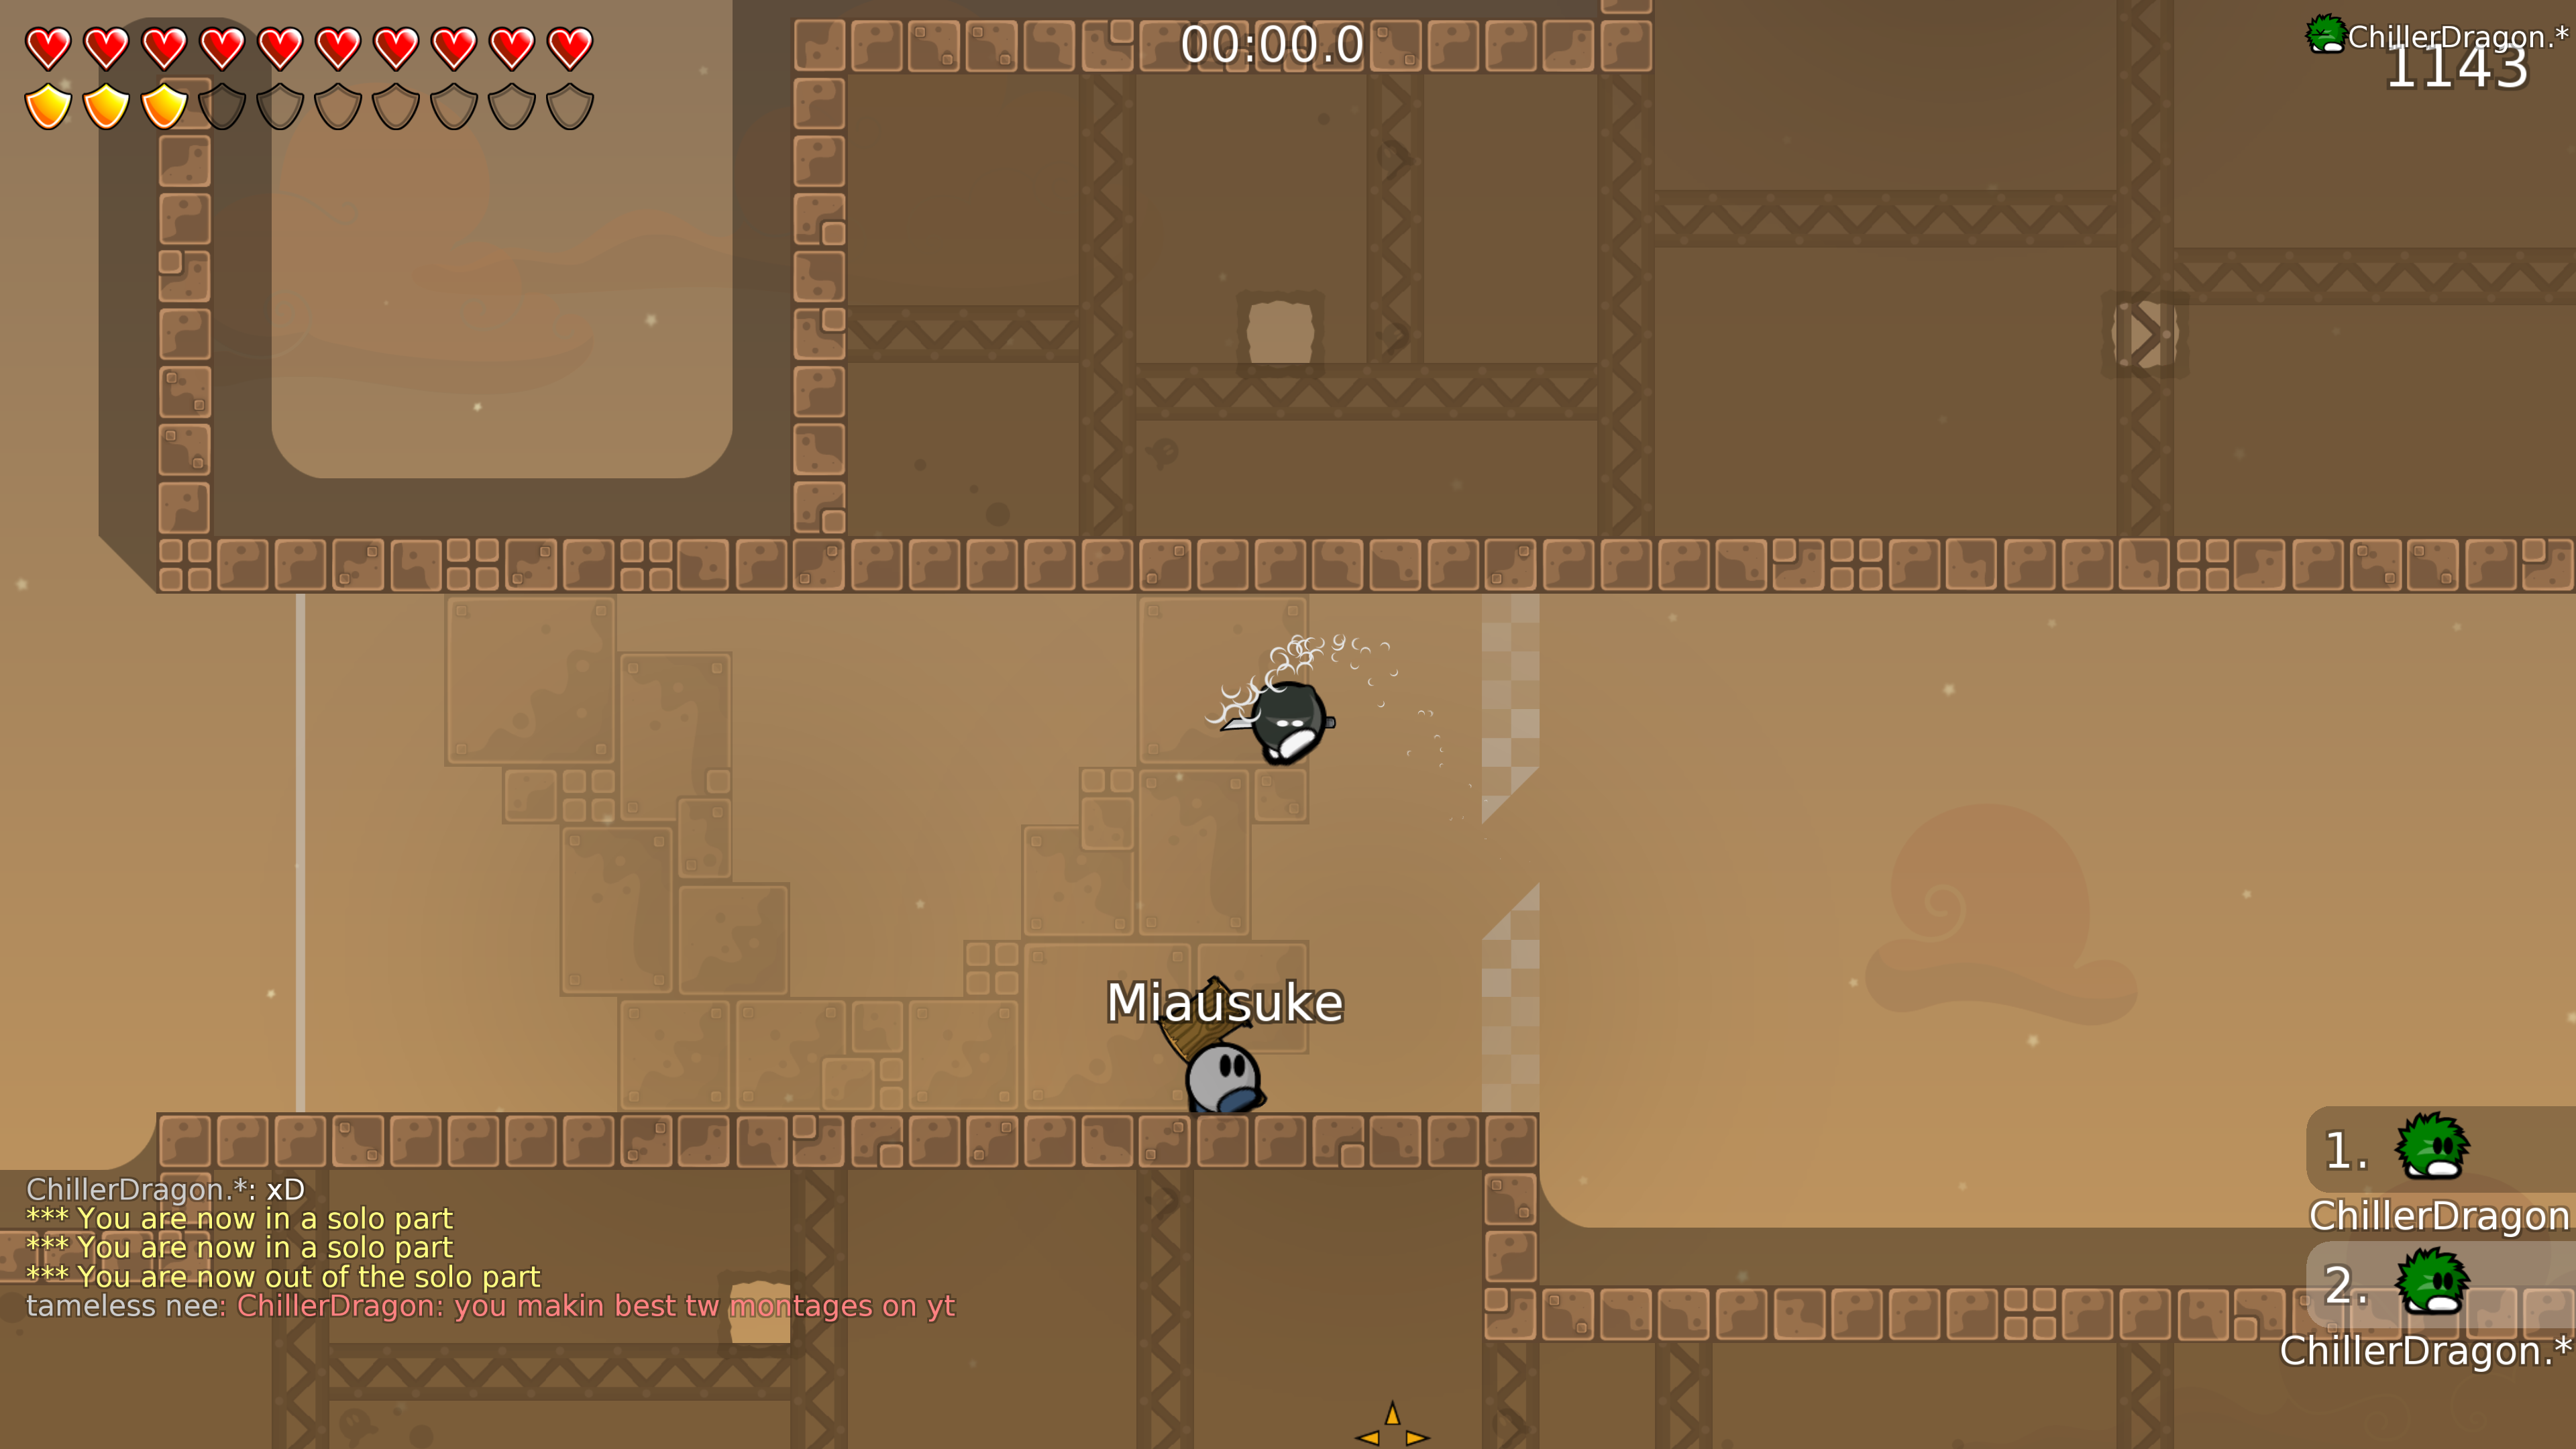 00:00.0
ChillerDragon.*
1143
Miausuke
ChillerDragon.*: xD
*** You are now in a solo part
*** You are now in a solo part
*** You are now out of the solo part
tameless nee: ChillerDragon: you makin best tw montages on yt
1.
ChillerDragon
2.
ChillerDragon.*